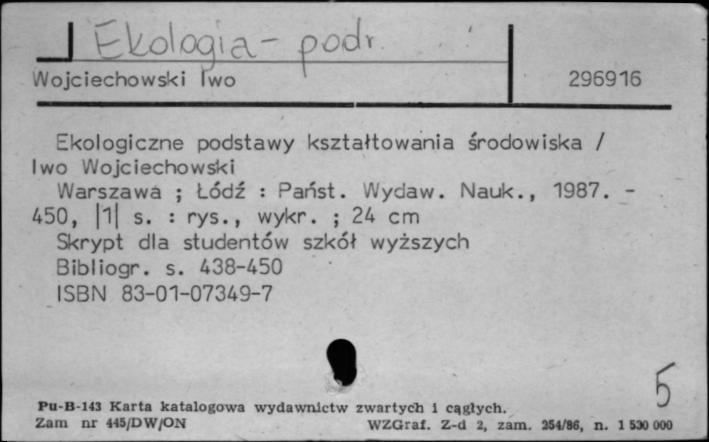 Ekologia - podr.
Wojciechowski Iwo 296916
Ekologiczne podstawy kształtowania środowiska /
Iwo Wojciechowski
Warszawa ; Łódź : Państ. Wydaw. Nauk., 1987. -
450, |1| s. : rys., wykr. ; 24 cm
Skrypt dla studentów szkół wyższych
Bibliogr. s. 438-450
ISBN 83-01-07349-7
5
Pu-B-143 Karta katalogowa wydawnictw zwartych i ciągłych.
Zam nr 445/DW/ON WZGraf. Z-d 2, zam. 254/86, n. 1 530 000